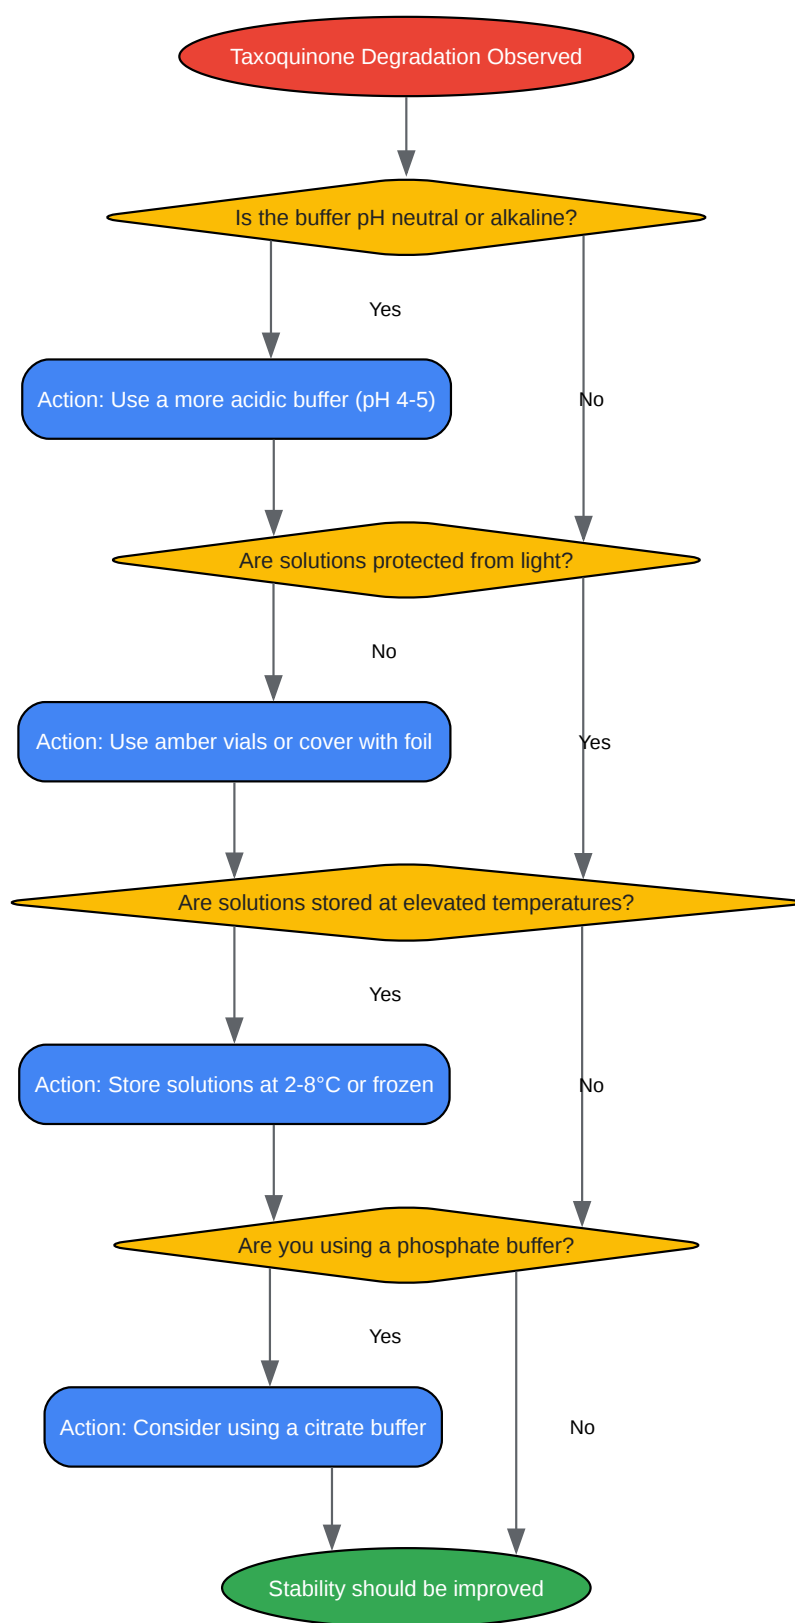 Taxoquinone Degradation Observed
Is the buffer pH neutral or alkaline?
Yes
Action: Use a more acidic buffer (pH 4-5)
No
Are solutions protected from light?
No
Action: Use amber vials or cover with foil
Yes
Are solutions stored at elevated temperatures?
Yes
Action: Store solutions at 2-8°C or frozen
No
Are you using a phosphate buffer?
Yes
Action: Consider using a citrate buffer
No
Stability should be improved